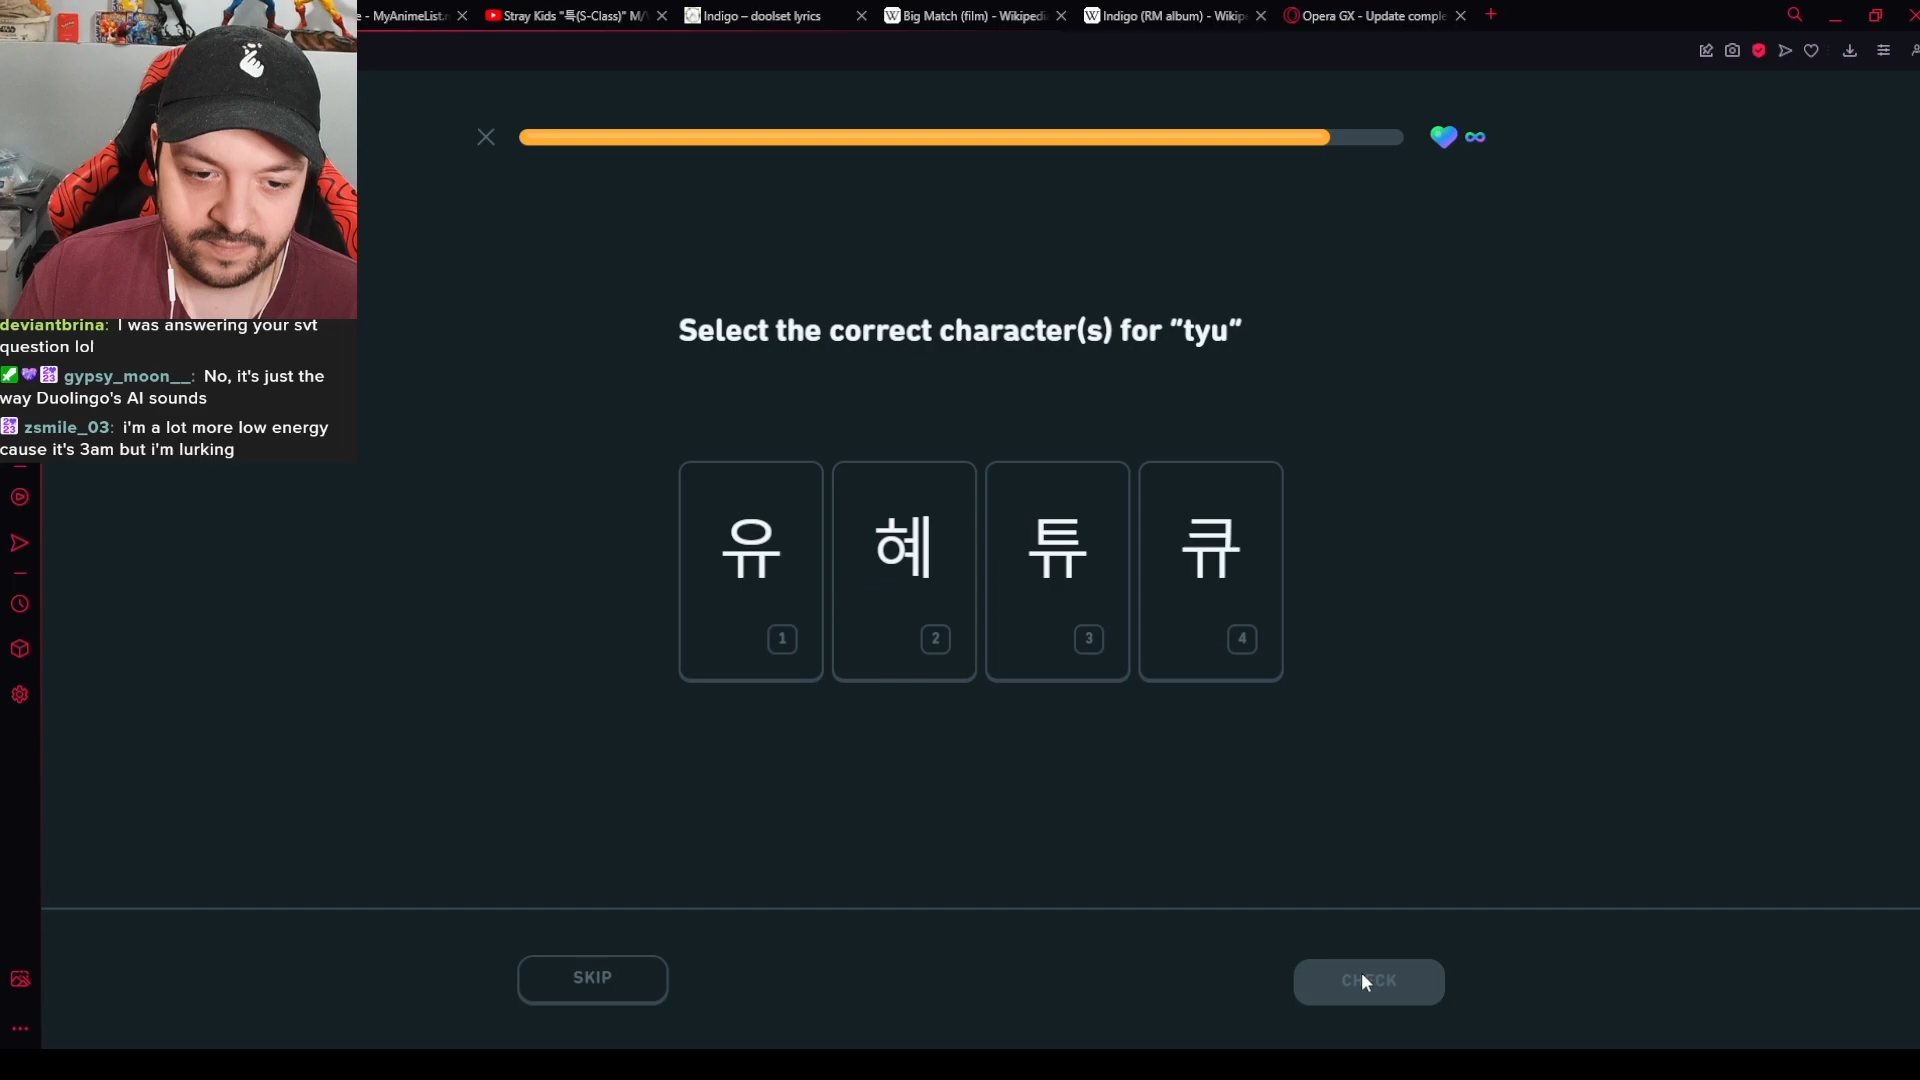 e - MyAnimeList.n
Stray Kids "특(S-Class)" M/V
Indigo – doolset lyrics
Big Match (film) - Wikipedi
Indigo (RM album) - Wikip
Opera GX - Update comple
deviantbrina: I was answering your svt
question lol
gypsy_moon__: No, it's just the
way Duolingo's AI sounds
zsmile_03: i'm a lot more low energy
cause it's 3am but i'm lurking
Select the correct character(s) for "tyu"
유 혜 튜 큐
1 2 3 4
SKIP
CHECK